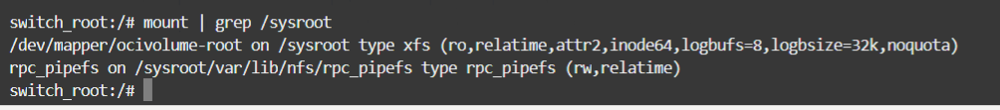 switch_root:/# mount | grep /sysroot
/dev/mapper/ocivolume-root on /sysroot type xfs (ro,relatime,attr2,inode64,logbufs=8,logbsize=32k,noquota)
rpc_pipefs on /sysroot/var/lib/nfs/rpc_pipefs type rpc_pipefs (rw,relatime)
switch_root:/#